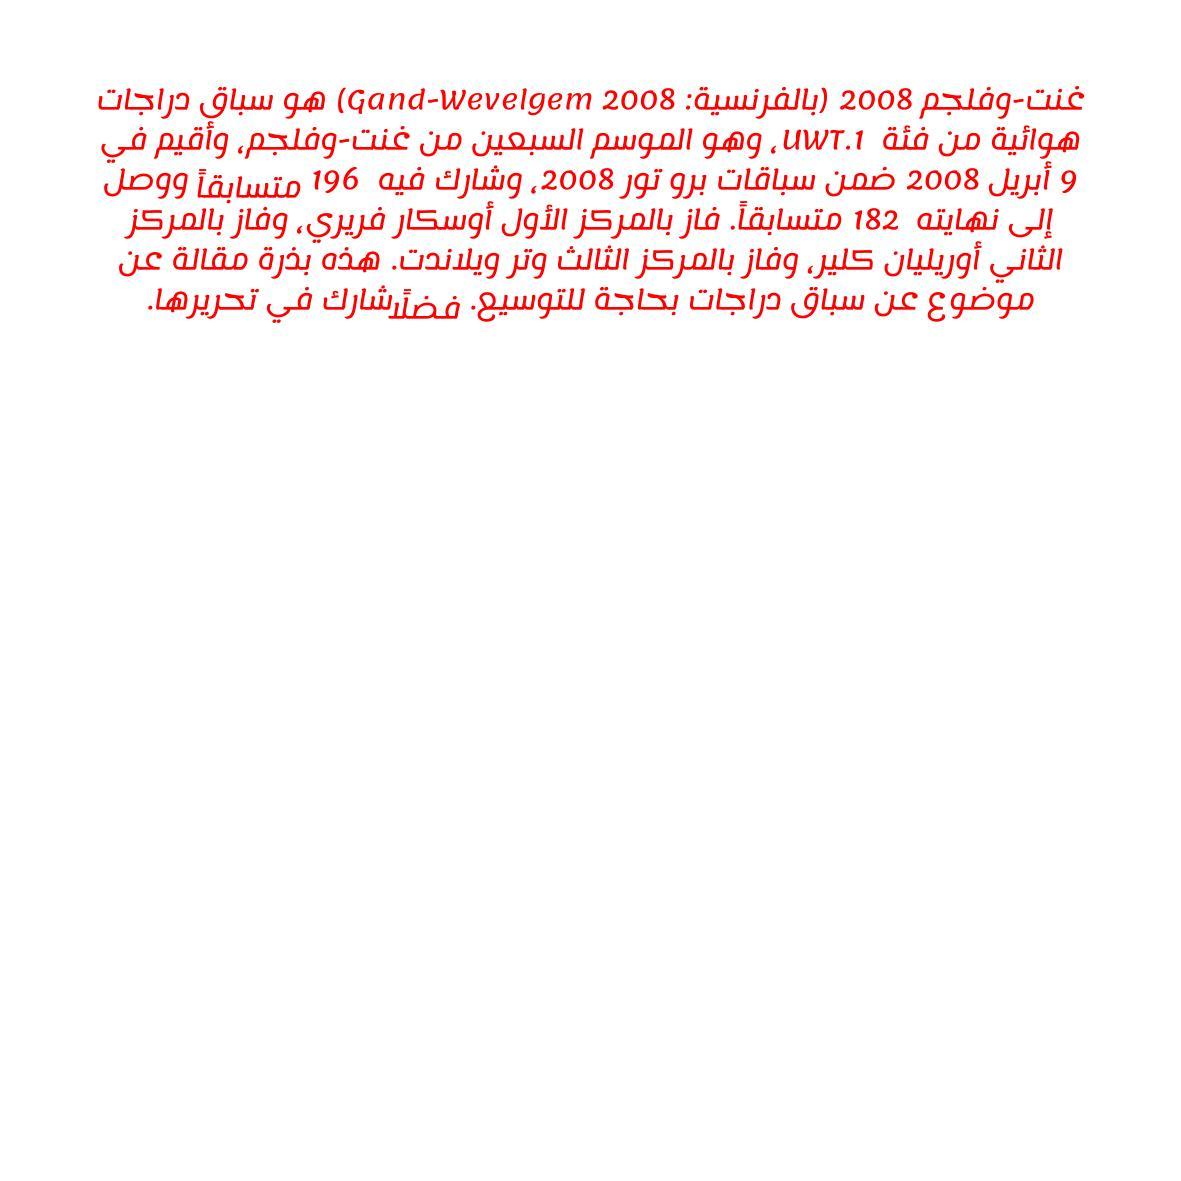 غنت-وفلجم 2008 (بالفرنسية: Gand-Wevelgem 2008) هو سباق دراجات
هوائية من فئة 1.UWT، وهو الموسم السبعين من غنت-وفلجم، وأقيم في
9 أبريل 2008 ضمن سباقات برو تور 2008، وشارك فيه 196 متسابقاً ووصل
إلى نهايته 182 متسابقاً. فاز بالمركز الأول أوسكار فريري، وفاز بالمركز
الثاني أوريليان كلير، وفاز بالمركز الثالث وتر ويلاندت. هذه بذرة مقالة عن
موضوع عن سباق دراجات بحاجة للتوسيع. فضلًا شارك في تحريرها.